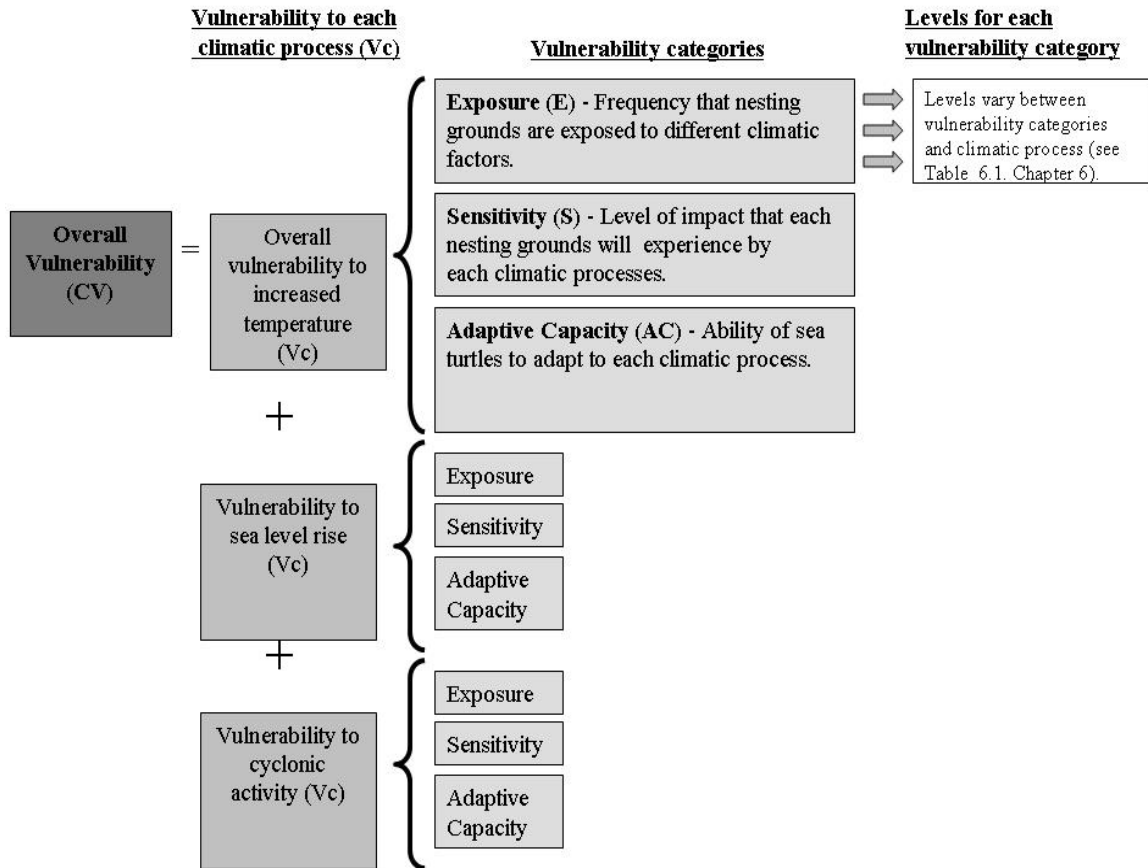 Vulnerability to each
climatic process (Vc)
Vulnerability categories
Levels for each
vulnerability category
Overall
Vulnerability
(CV)
=
Overall
vulnerability to
increased
temperature
(Vc)
Exposure (E) - Frequency that nesting
grounds are exposed to different climatic
factors.
Levels vary between
vulnerability categories
and climatic process (see
Table 6.1. Chapter 6).
Sensitivity (S) - Level of impact that each
nesting grounds will experience by
each climatic processes.
Adaptive Capacity (AC) - Ability of sea
turtles to adapt to each climatic process.
+
Vulnerability to
sea level rise
(Vc)
Exposure
Sensitivity
Adaptive
Capacity
+
Vulnerability to
cyclonic
activity (Vc)
Exposure
Sensitivity
Adaptive
Capacity